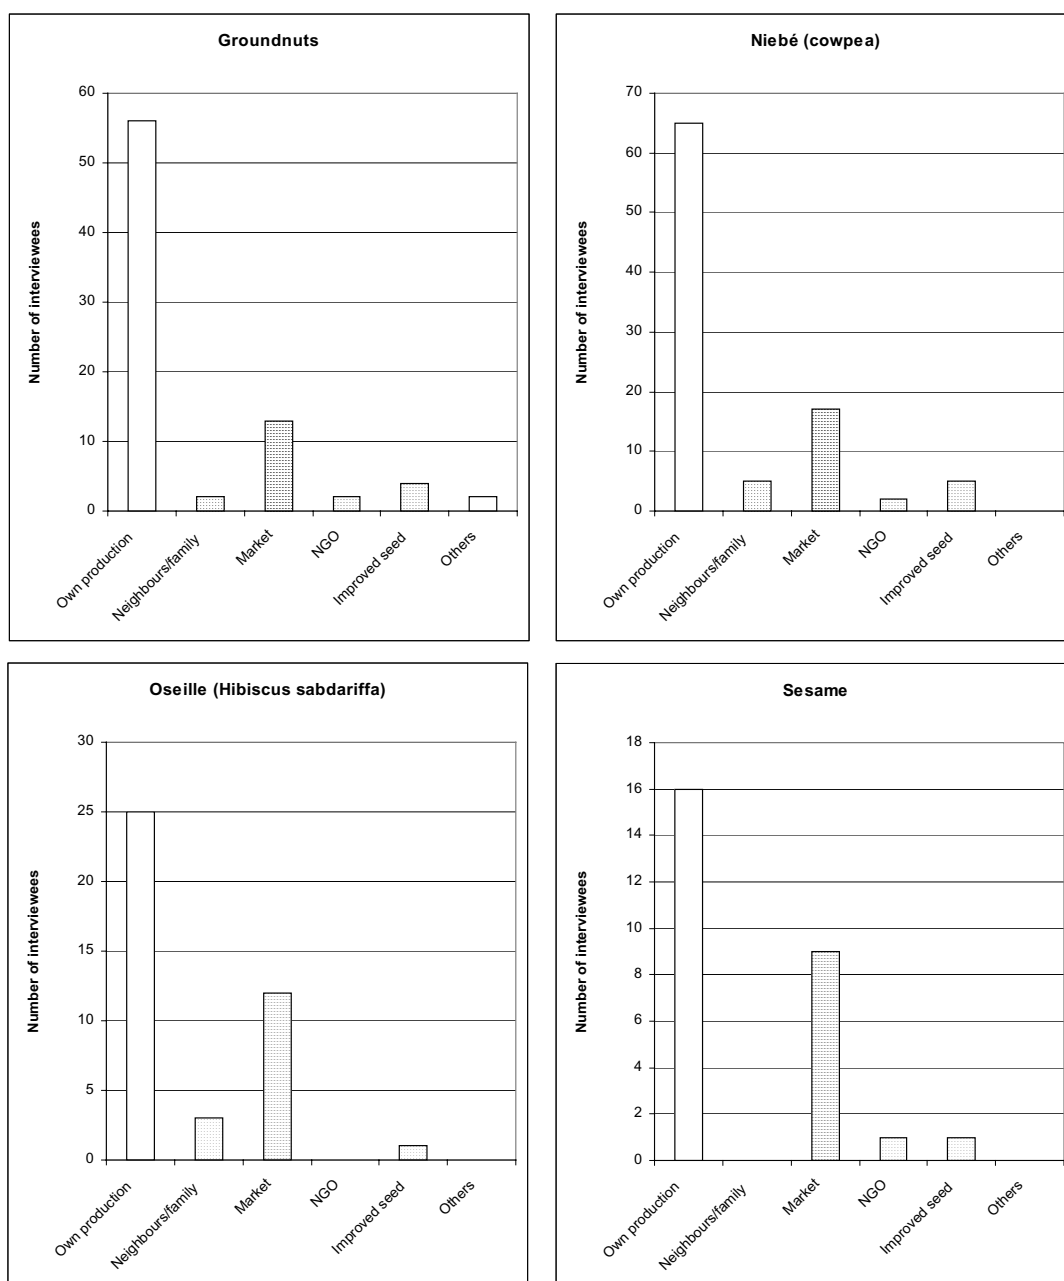 Groundnuts
60
50
40
30
20
10
0
Number of interviewees
Own production
Neighbours/family
Market
NGO
Improved seed
Others
Niebé (cowpea)
70
60
50
40
30
20
10
0
Number of interviewees
Own production
Neighbours/family
Market
NGO
Improved seed
Others
Oseille (Hibiscus sabdariffa)
30
25
20
15
10
5
0
Number of interviewees
Own production
Neighbours/family
Market
NGO
Improved seed
Others
Sesame
18
16
14
12
10
8
6
4
2
0
Number of interviewees
Own production
Neighbours/family
Market
NGO
Improved seed
Others